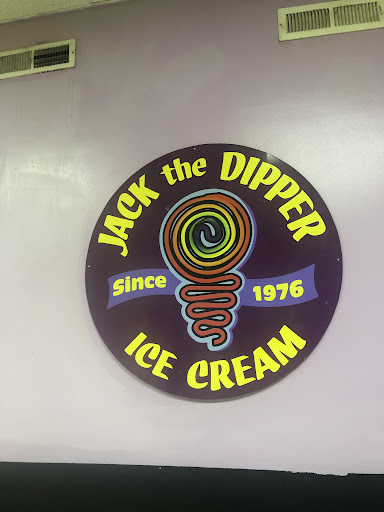 JACK the DIPPER
Since 1976
ICE CREAM